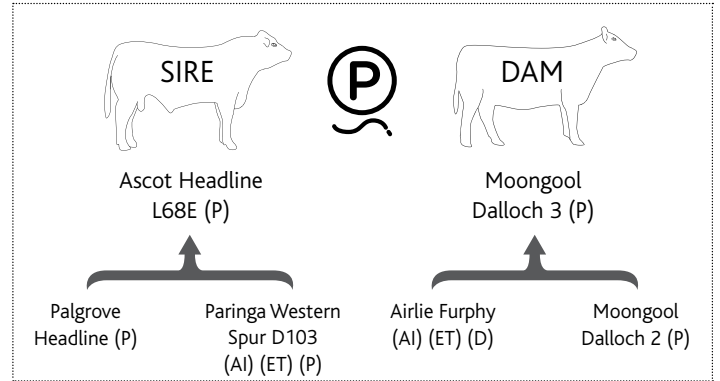 SIRE
P
DAM
Ascot Headline
L68E (P)
Moongool
Dalloch 3 (P)
Palgrove
Headline (P)
Paringa Western
Spur D103
(AI) (ET) (P)
Airlie Furphy
(AI) (ET) (D)
Moongool
Dalloch 2 (P)